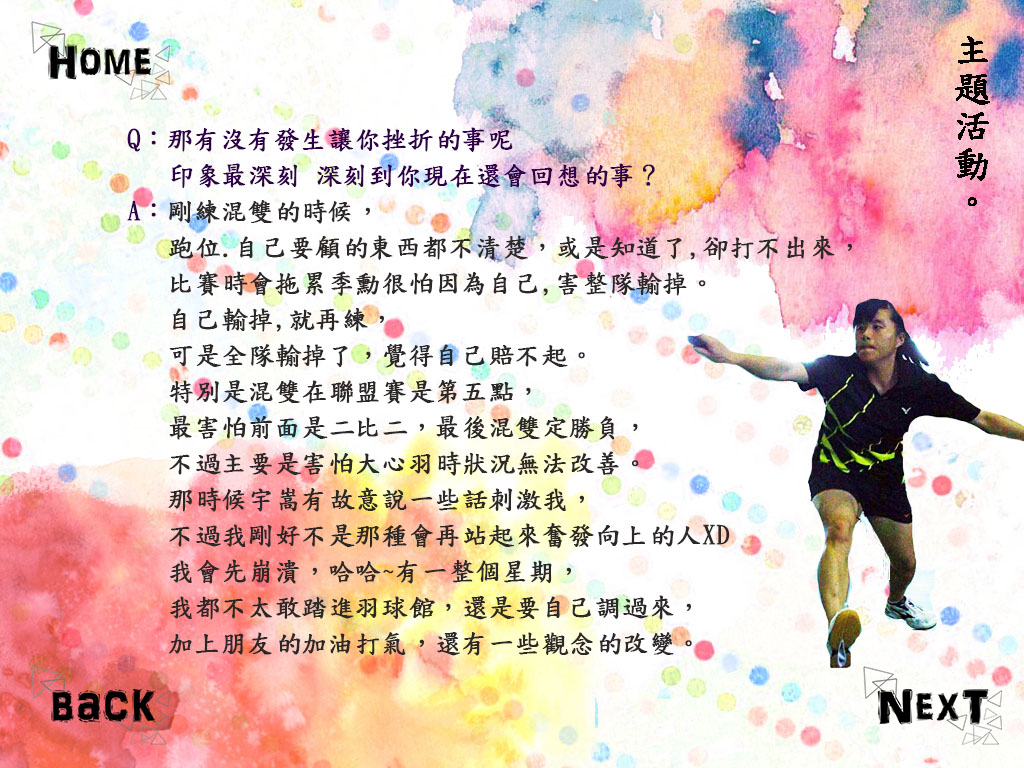 HOME
主題活動。
Q：那有沒有發生讓你挫折的事呢
印象最深刻 深刻到你現在還會回想的事？
A：剛練混雙的時候，
跑位.自己要顧的東西都不清楚，或是知道了,卻打不出來，
比賽時會拖累季勳很怕因為自己,害整隊輸掉。
自己輸掉,就再練，
可是全隊輸掉了，覺得自己賠不起。
特別是混雙在聯盟賽是第五點，
最害怕前面是二比二，最後混雙定勝負，
不過主要是害怕大心羽時狀況無法改善。
那時候宇嵩有故意說一些話刺激我，
不過我剛好不是那種會再站起來奮發向上的人XD
我會先崩潰，哈哈~有一整個星期，
我都不太敢踏進羽球館，還是要自己調過來，
加上朋友的加油打氣，還有一些觀念的改變。
BaCK
NEXT